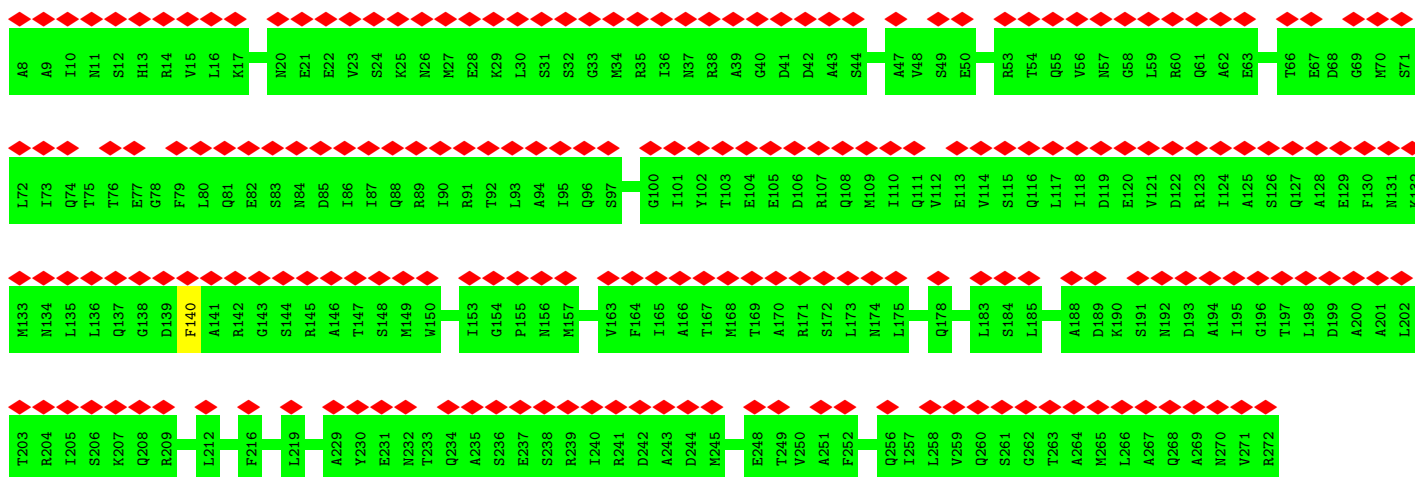 A8 A9 I10 N11 S12 H13 R14 V15 L16 K17 N20 E21 E22 V23 S24 K25 N26 M27 E28 K29 L30 S31 S32 G33 M34 R35 I36 N37 R38 A39 G40 D41 D42 A43 S44 A47 V48 S49 E50 R53 T54 Q55 V56 N57 G58 L59 R60 Q61 A62 E63 T66 E67 D68 G69 M70 S71
L72 I73 Q74 T75 T76 E77 G78 F79 L80 Q81 E82 S83 N84 D85 I86 I87 Q88 R89 I90 R91 T92 L93 A94 I95 Q96 S97 G100 I101 Y102 T103 E104 E105 D106 R107 Q108 M109 I110 Q111 V112 E113 V114 S115 Q116 L117 I118 D119 E120 V121 D122 R123 I124 A125 S126 Q127 A128 E129 F130 N131 K132
M133 N134 L135 L136 Q137 G138 D139 F140 A141 R142 G143 S144 R145 A146 T147 S148 M149 W150 I153 G154 P155 N156 M157 V163 F164 I165 A166 T167 M168 T169 A170 R171 S172 L173 N174 L175 Q178 L183 S184 L185 A188 D189 K190 S191 N192 D193 A194 I195 G196 T197 L198 D199 A200 A201 L202
T203 R204 I205 S206 K207 Q208 R209 L212 F216 L219 A229 Y230 E231 N232 T233 Q234 A235 S236 E237 S238 R239 I240 R241 D242 A243 D244 M245 E248 T249 V250 A251 F252 Q256 I257 L258 V259 Q260 S261 G262 T263 A264 M265 L266 A267 Q268 A269 N270 V271 R272